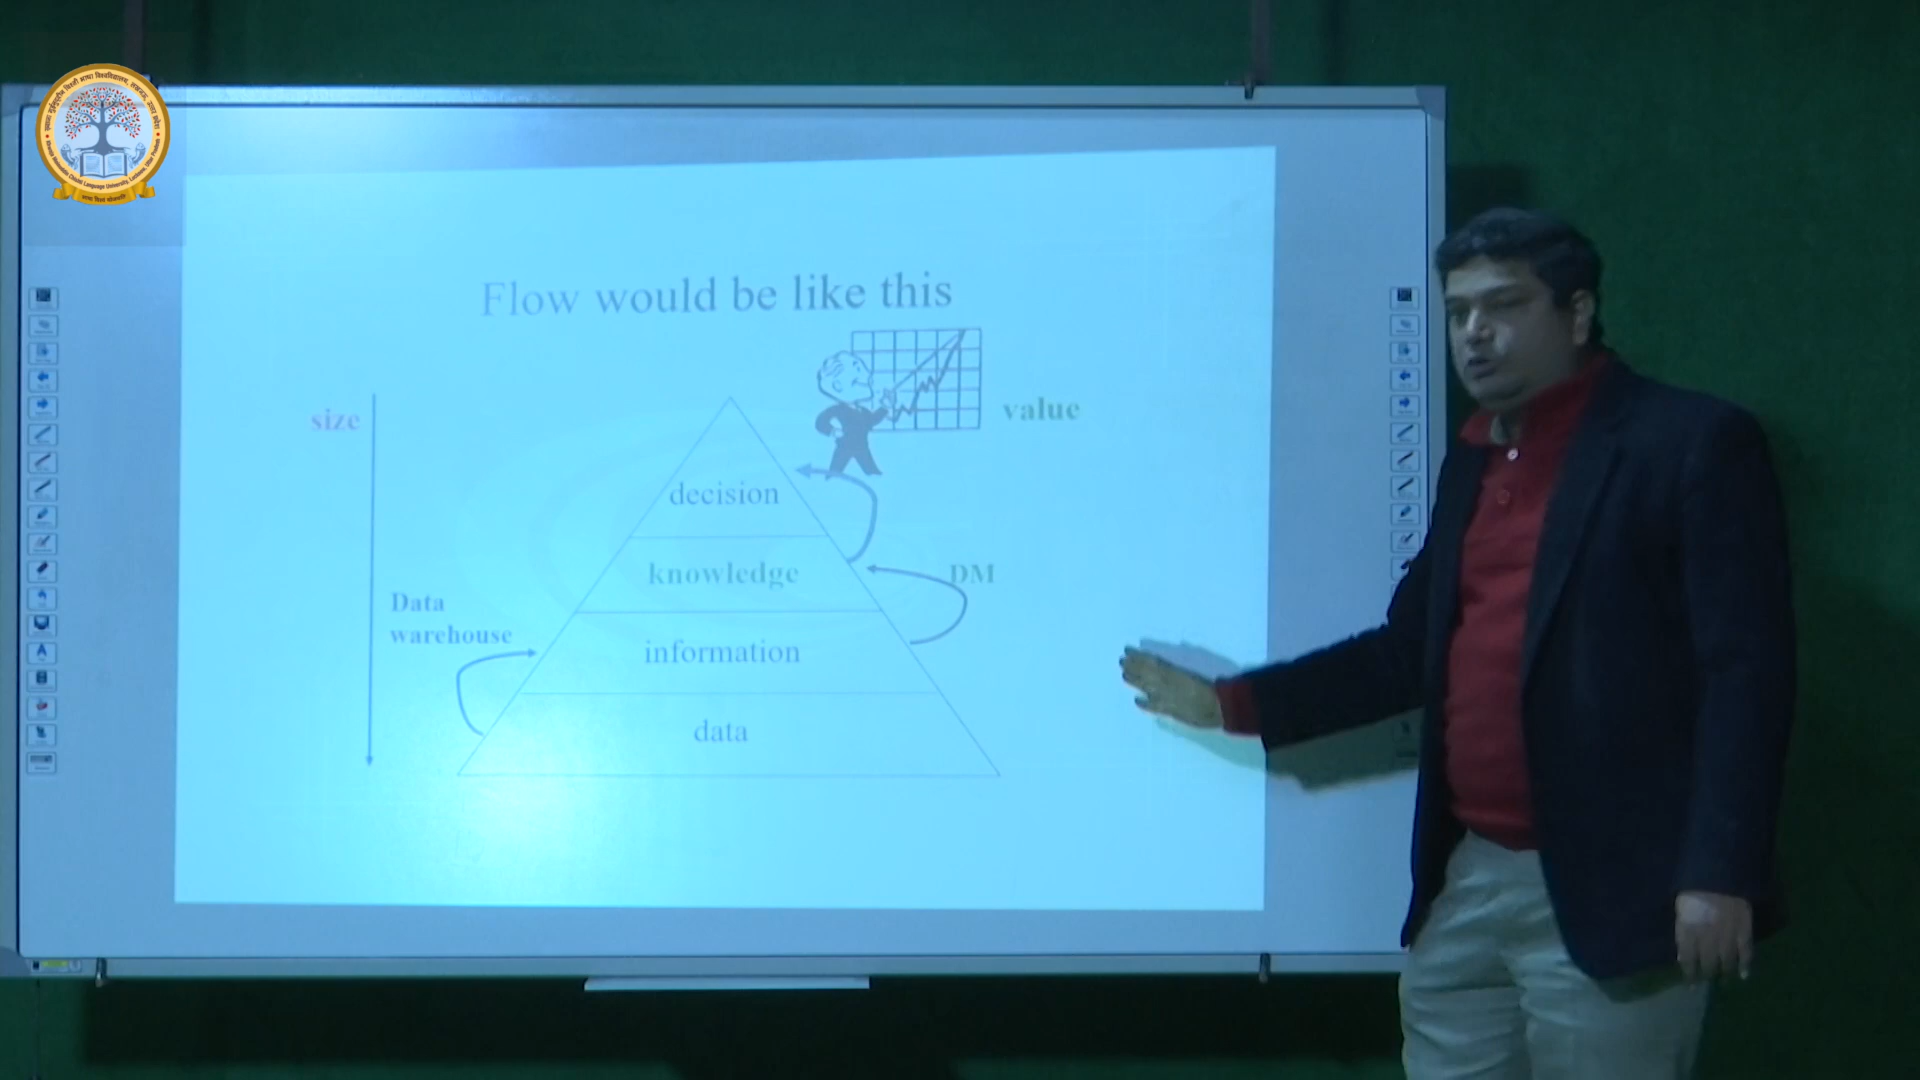 Flow would be like this
size
value
decision
knowledge
DM
Data
warehouse
information
data